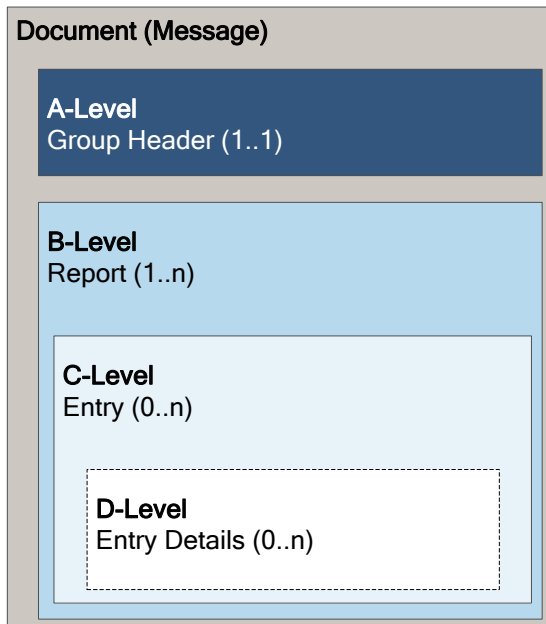 Document (Message)
A-Level
Group Header (1..1)
B-Level
Report (1..n)
C-Level
Entry (0..n)
D-Level
Entry Details (0..n)